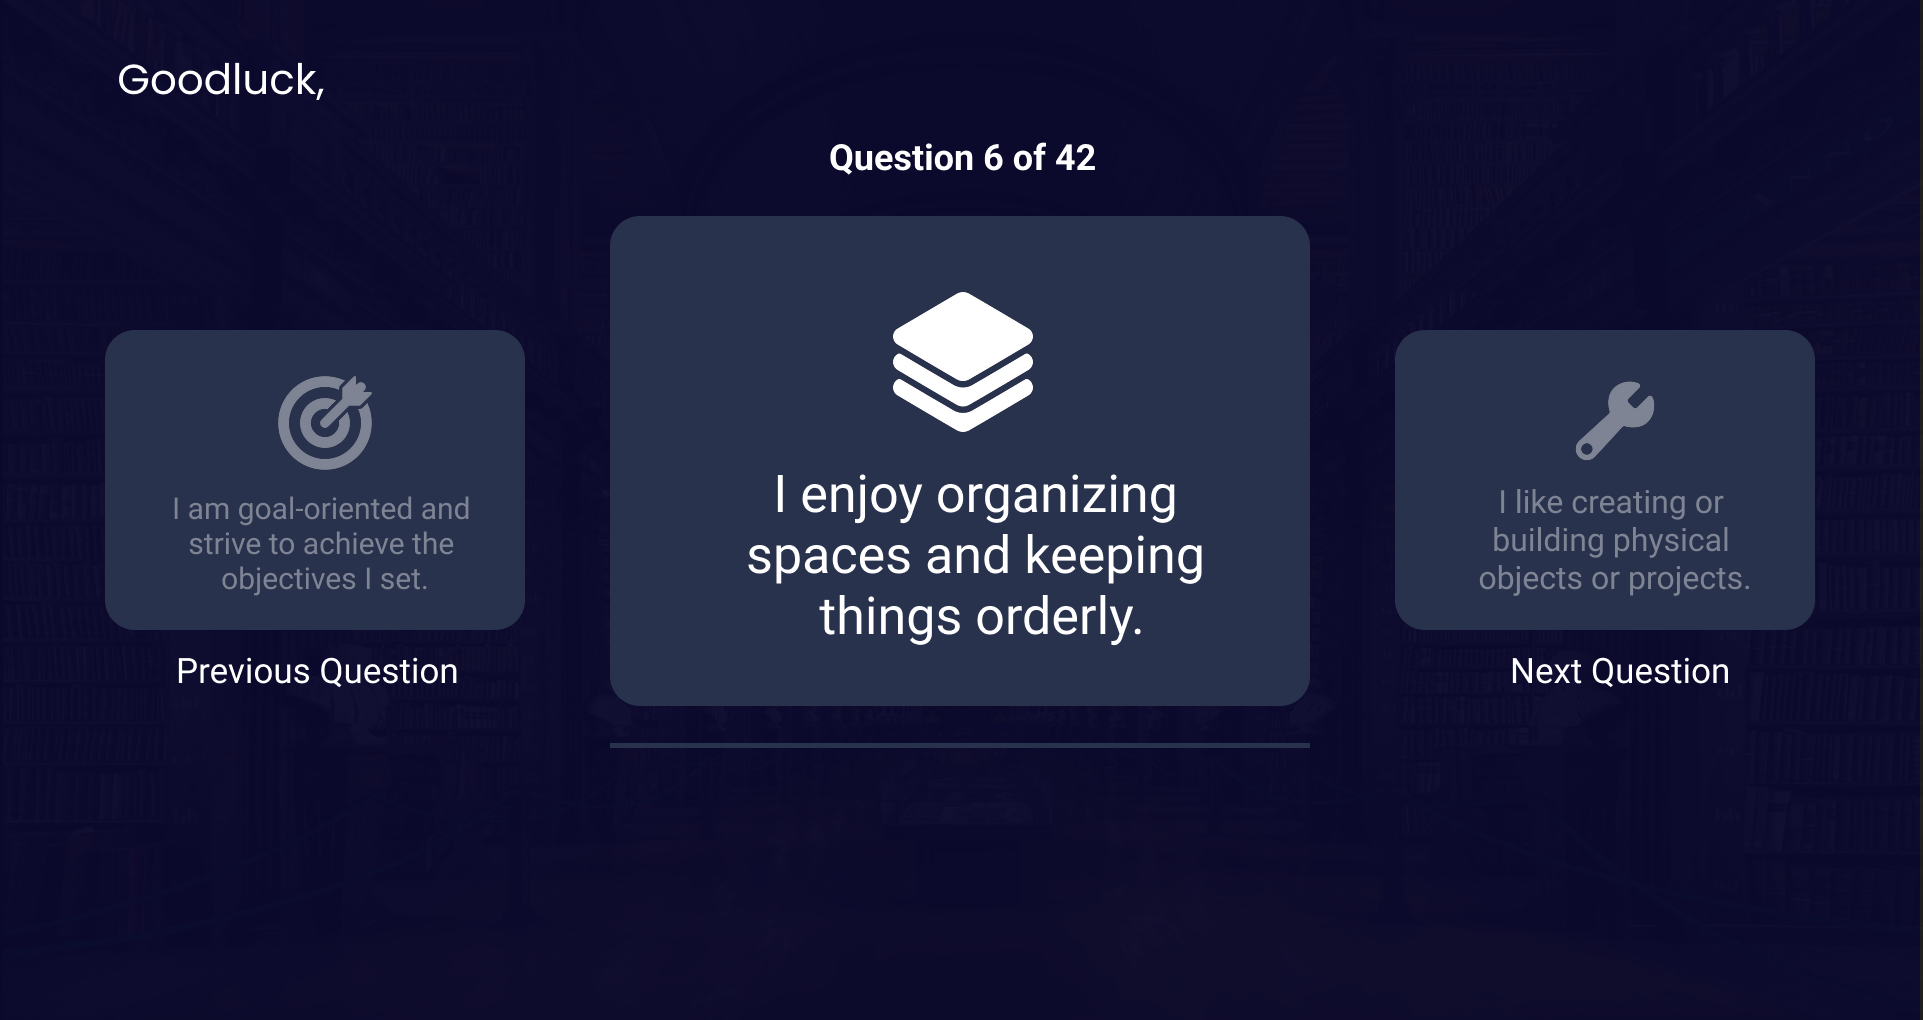 Goodluck,
Question 6 of 42
I am goal-oriented and
strive to achieve the
objectives I set.
Previous Question
I enjoy organizing
spaces and keeping
things orderly.
I like creating or
building physical
objects or projects.
Next Question